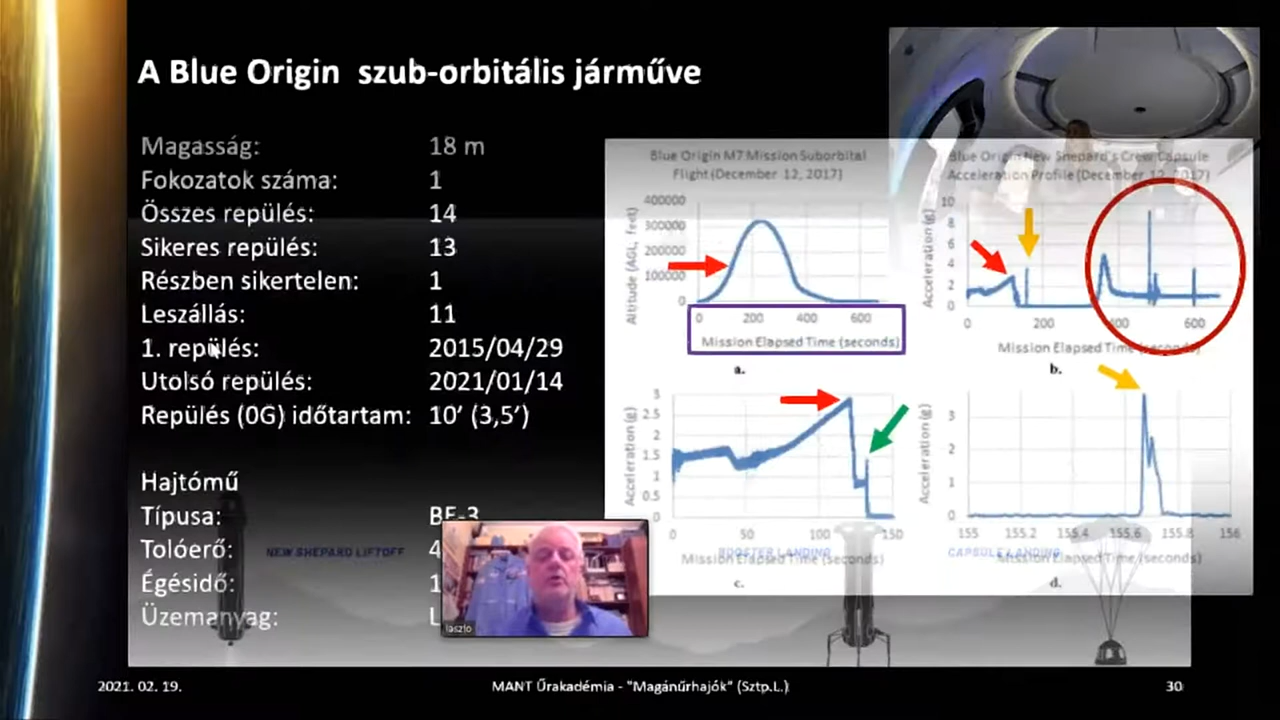 A Blue Origin szub-orbitális járműve
Magasság: 18 m
Fokozatok száma: 1
Összes repülés: 14
Sikeres repülés: 13
Részben sikertelen: 1
Leszállás: 11
1. repülés: 2015/04/29
Utolsó repülés: 2021/01/14
Repülés (0G) időtartam: 10’ (3,5’)
Hajtómű
Típusa: BE-3
Tolóerő: 4
Égésidő: 1
Üzemanyag: L
NEW SHEPARD LIFTOFF
laszlo
Blue Origin M7 Mission Suborbital
Flight (December 12, 2017)
Altitude (AGL, feet)
400000
300000
200000
100000
0
0 200 400 600
Mission Elapsed Time (seconds)
a.
Blue Origin New Shepard's Crew Capsule
Acceleration Profile (December 12, 2017)
Acceleration (g)
10
8
6
4
2
0
0 200 400 600
Mission Elapsed Time (seconds)
b.
Acceleration (g)
3
2.5
2
1.5
1
0.5
0
0 50 100 150
BOOSTER LANDING
Mission Elapsed Time (seconds)
c.
Acceleration (g)
3
2
1
0
155 155.2 155.4 155.6 155.8 156
CAPSULE LANDING
Mission Elapsed Time (seconds)
d.
2021. 02. 19.
MANT Űrakadémia - "Magánűrhajók" (Sztp.L.)
30